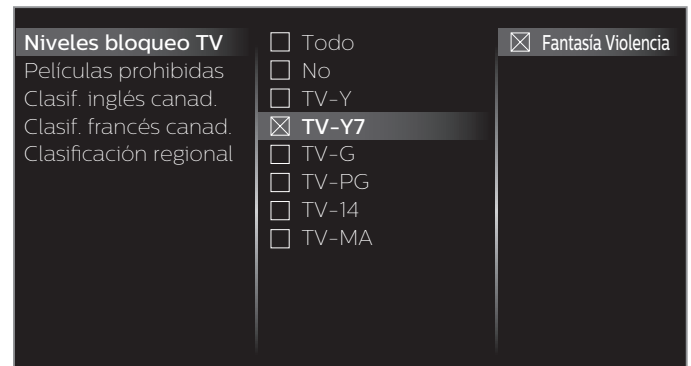 Niveles bloqueo TV
Películas prohibidas
Clasif. inglés canad.
Clasif. francés canad.
Clasificación regional
Todo
No
TV-Y
TV-Y7
TV-G
TV-PG
TV-14
TV-MA
Fantasía Violencia